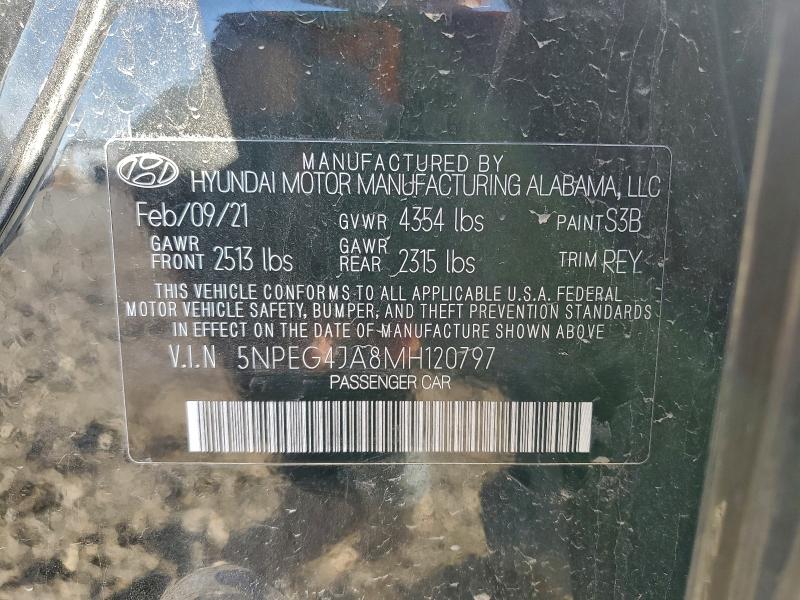 MANUFACTURED BY
HYUNDAI MOTOR MANUFACTURING ALABAMA, LLC
Feb/09/21 GVWR 4354 lbs PAINT S3B
GAWR FRONT 2513 lbs GAWR REAR 2315 lbs TRIM REY
THIS VEHICLE CONFORMS TO ALL APPLICABLE U.S.A. FEDERAL
MOTOR VEHICLE SAFETY, BUMPER, AND THEFT PREVENTION STANDARDS
IN EFFECT ON THE DATE OF MANUFACTURE SHOWN ABOVE
V.I.N 5NPEG4JA8MH120797
PASSENGER CAR